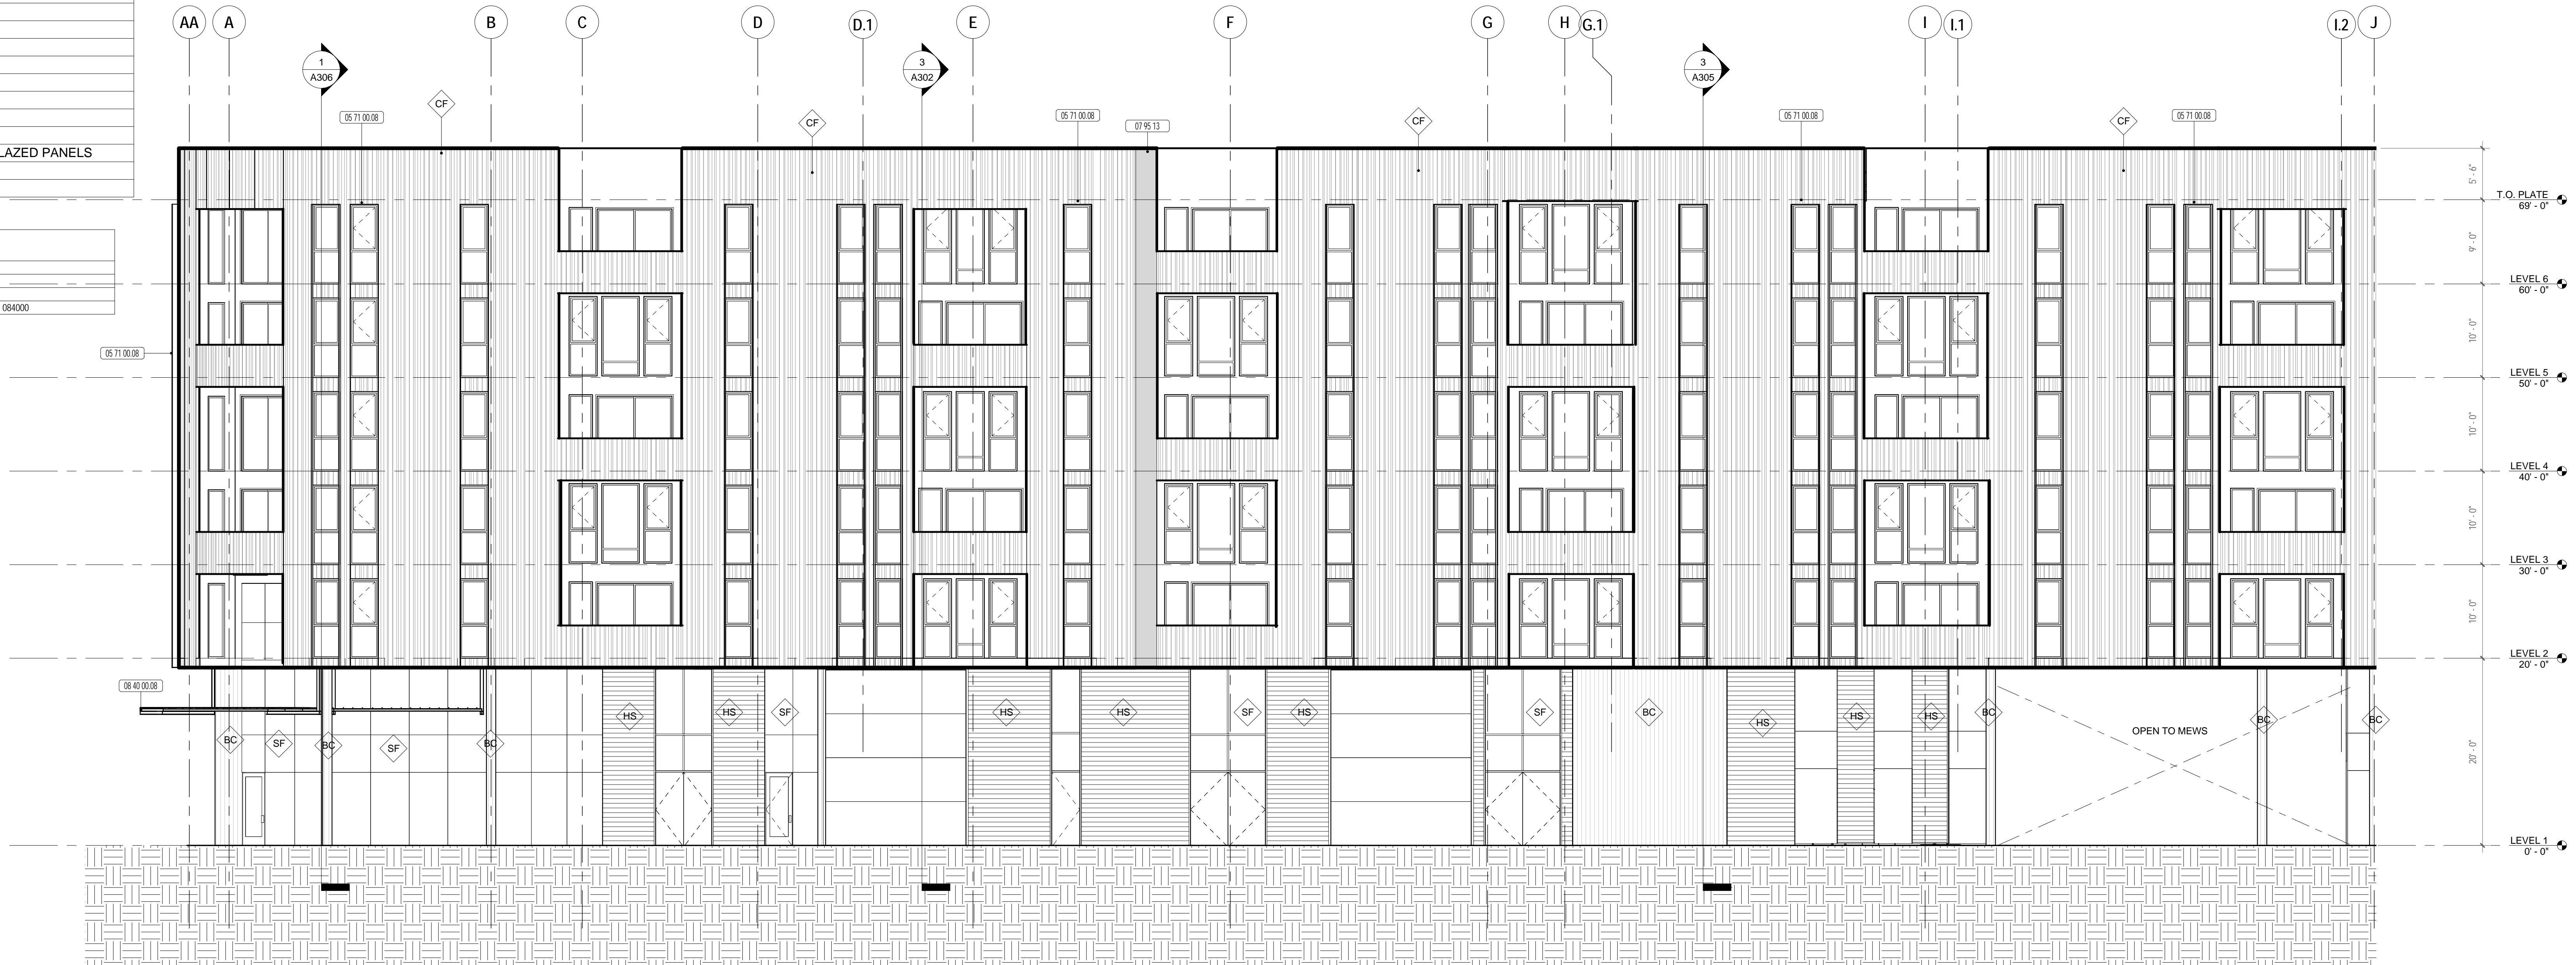 AA
A
B
C
D
D.1
E
F
G
H
G.1
I
I.1
I.2
J
1
A306
3
A302
3
A305
CF
05 71 00.08
CF
05 71 00.08
07 95 13
CF
05 71 00.08
CF
05 71 00.08
LAZED PANELS
084000
05 71 00.08
08 40 00.08
5' - 6"
T.O. PLATE
69' - 0"
9' - 0"
LEVEL 6
60' - 0"
10' - 0"
LEVEL 5
50' - 0"
10' - 0"
LEVEL 4
40' - 0"
10' - 0"
LEVEL 3
30' - 0"
10' - 0"
LEVEL 2
20' - 0"
20' - 0"
LEVEL 1
0' - 0"
BC
SF
BC
SF
BC
HS
HS
SF
HS
HS
SF
HS
SF
BC
HS
HS
HS
BC
OPEN TO MEWS
BC
BC